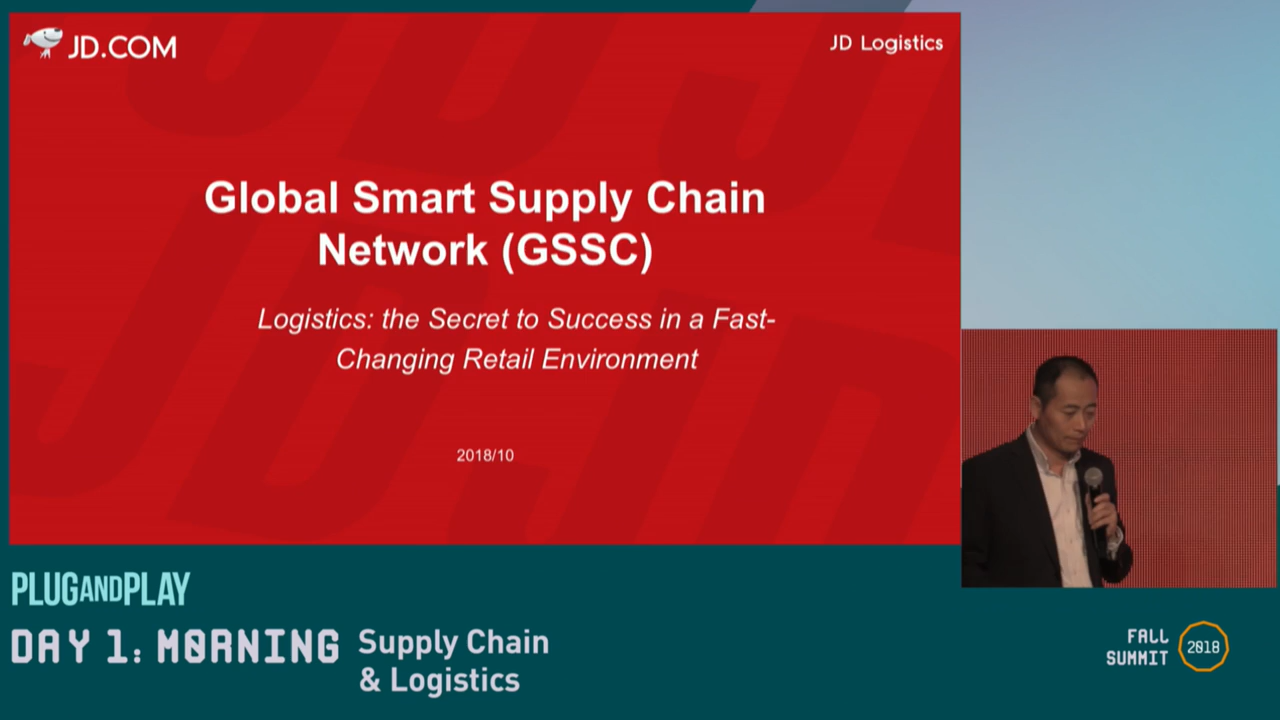 JD.COM
JD Logistics
Global Smart Supply Chain
Network (GSSC)
Logistics: the Secret to Success in a Fast-
Changing Retail Environment
2018/10
PLUGANDPLAY
DAY 1: MORNING
Supply Chain
& Logistics
FALL
SUMMIT
2018